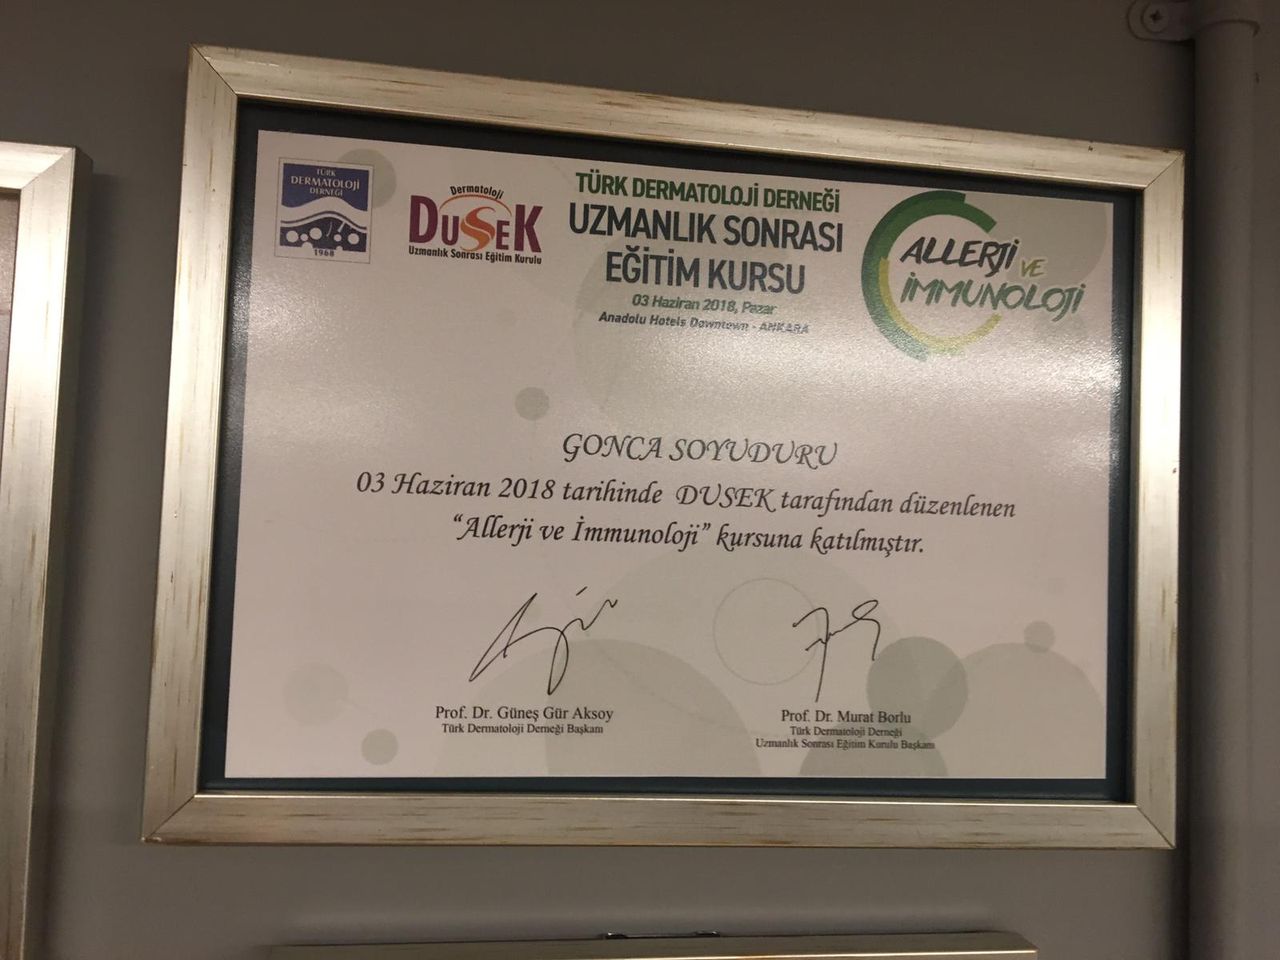 TÜRK
DERMATOLOJİ
DERNEĞİ
1968
Dermatoloji
DUSEK
Uzmanlık Sonrası Eğitim Kurulu
TÜRK DERMATOLOJİ DERNEĞİ
UZMANLIK SONRASI
EĞİTİM KURSU
03 Haziran 2018, Pazar
Anadolu Hotels Downtown - ANKARA
ALLERJİ
VE
İMMUNOLOJİ
GONCA SOYUDURU
03 Haziran 2018 tarihinde DUSEK tarafından düzenlenen
“Allerji ve İmmunoloji” kursuna katılmıştır.
Prof. Dr. Güneş Gür Aksoy
Türk Dermatoloji Derneği Başkanı
Prof. Dr. Murat Borlu
Türk Dermatoloji Derneği
Uzmanlık Sonrası Eğitim Kurulu Başkanı